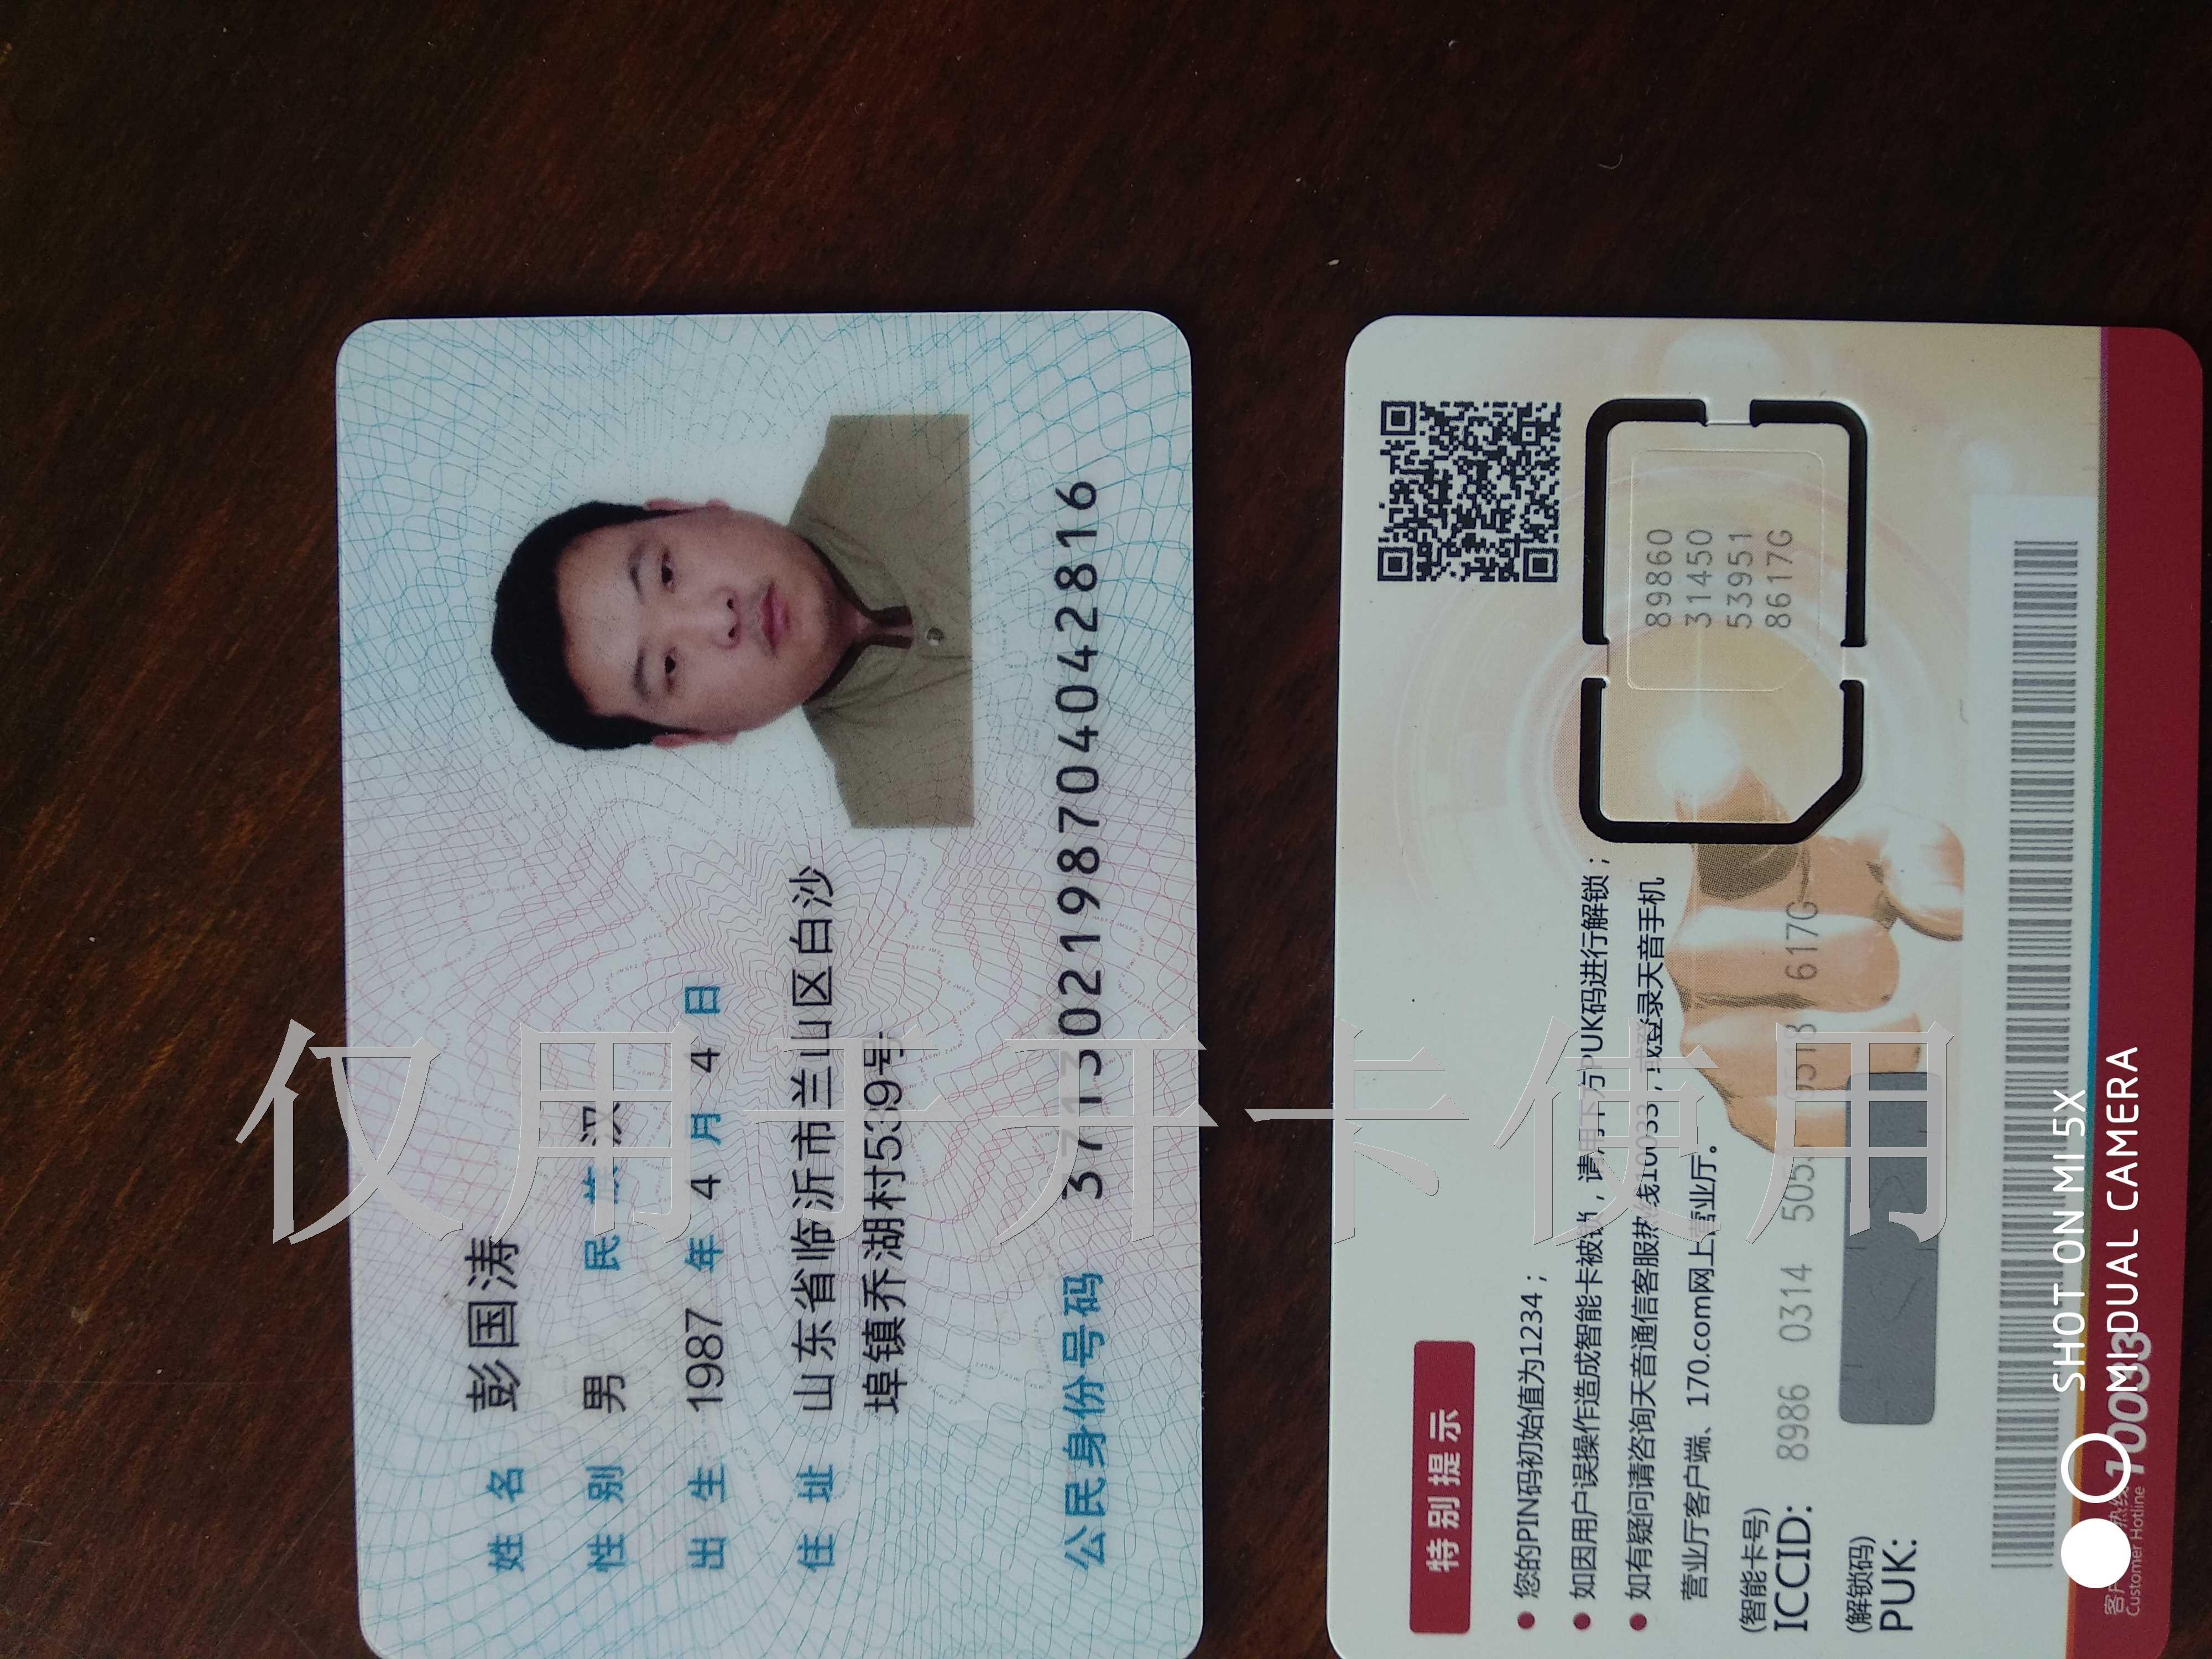 姓 名 彭国涛
性 别 男 民 族 汉
出 生 1987 年 4 月 4 日
住 址 山东省临沂市兰山区白沙
埠镇乔湖村539号
公民身份号码 371302198704042816
仅用于开卡使用
特别提示
您的PIN码初始值为1234；
如因用户误操作造成智能卡被锁，请用下方PUK码进行解锁；
如有疑问请咨询天音通信客服热线10033，或登录天音手机
营业厅客户端、170.com网上营业厅。
(智能卡号)
ICCID: 8986 0314 505 9518 617G
(解锁码)
PUK:
89860
31450
53951
8617G
客户 热线 10033
Customer Hotline
SHOT ON MI 5X
MI DUAL CAMERA